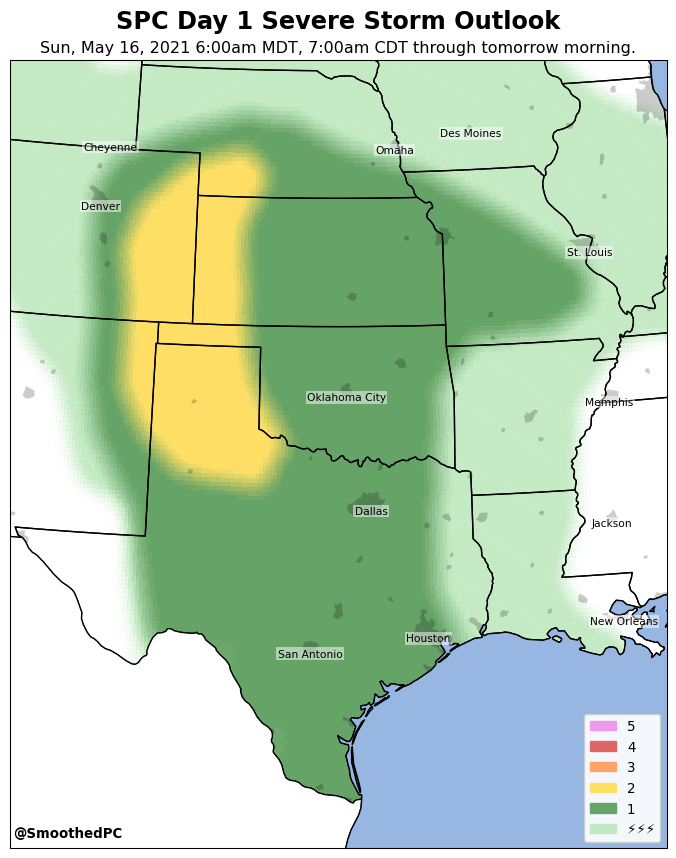 SPC Day 1 Severe Storm Outlook
Sun, May 16, 2021 6:00am MDT, 7:00am CDT through tomorrow morning.
Des Moines
Cheyenne
Omaha
Denver
St. Louis
Oklahoma City
Memphis
Dallas
Jackson
New Orleans
Houston
San Antonio
5
4
3
2
1
⚡⚡⚡
@SmoothedPC